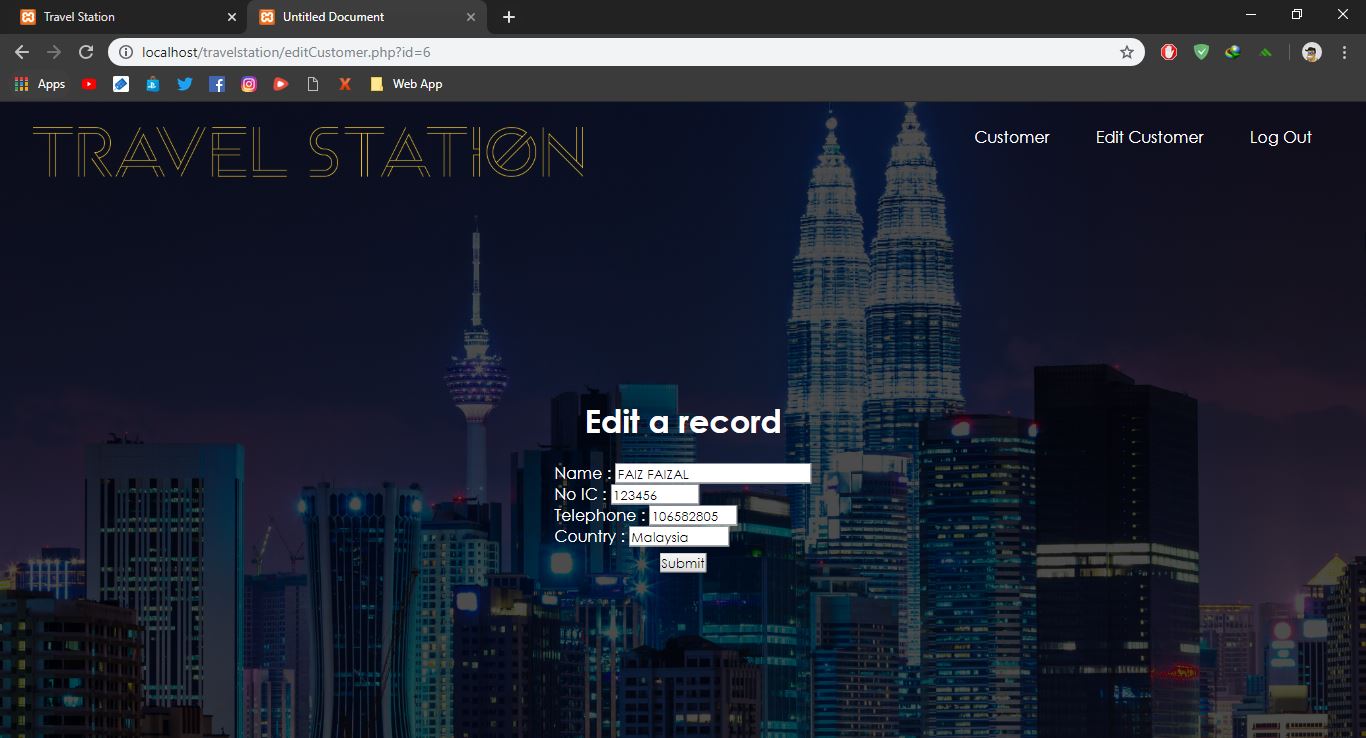 Travel Station
Untitled Document
localhost/travelstation/editCustomer.php?id=6
Apps
Web App
TRAVEL STATION
Customer
Edit Customer
Log Out
Edit a record
Name : FAIZ FAIZAL
No IC : 123456
Telephone : 106582805
Country : Malaysia
Submit